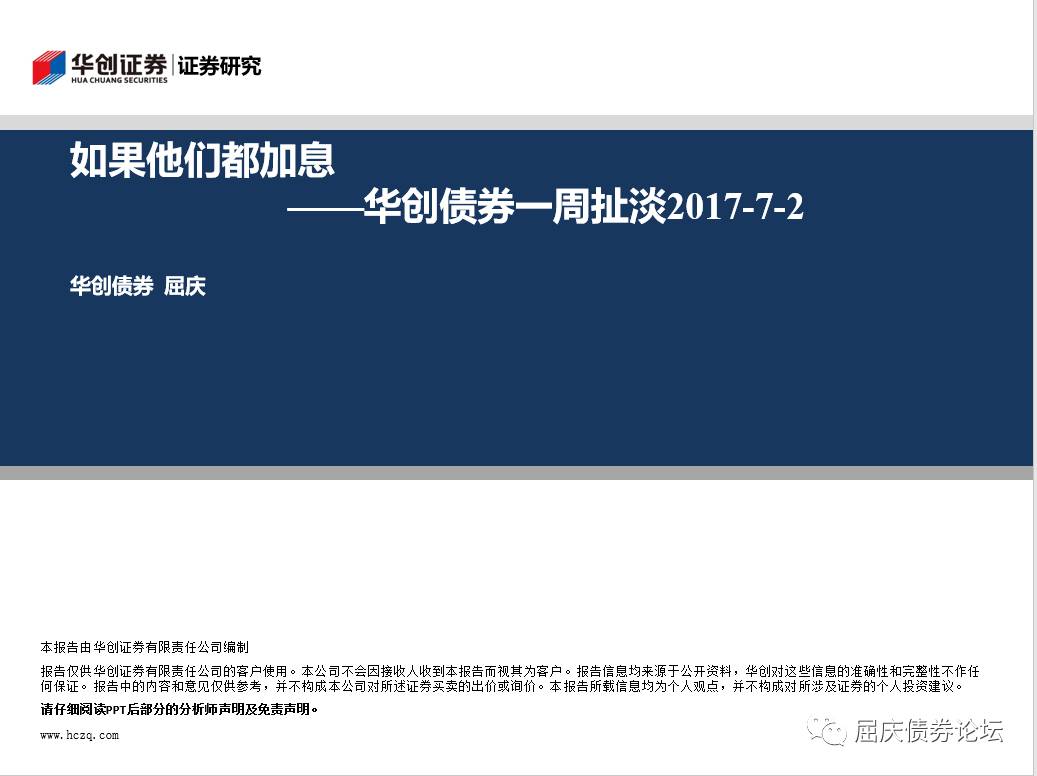 华创证券 证券研究
HUA CHUANG SECURITIES
如果他们都加息
——华创债券一周扯淡2017-7-2
华创债券 屈庆
本报告由华创证券有限责任公司编制
报告仅供华创证券有限责任公司的客户使用。本公司不会因接收人收到本报告而视其为客户。报告信息均来源于公开资料，华创对这些信息的准确性和完整性不作任
何保证。报告中的内容和意见仅供参考，并不构成本公司对所述证券买卖的出价或询价。本报告所载信息均为个人观点，并不构成对所涉及证券的个人投资建议。
请仔细阅读PPT后部分的分析师声明及免责声明。
www.hczq.com
屈庆债券论坛